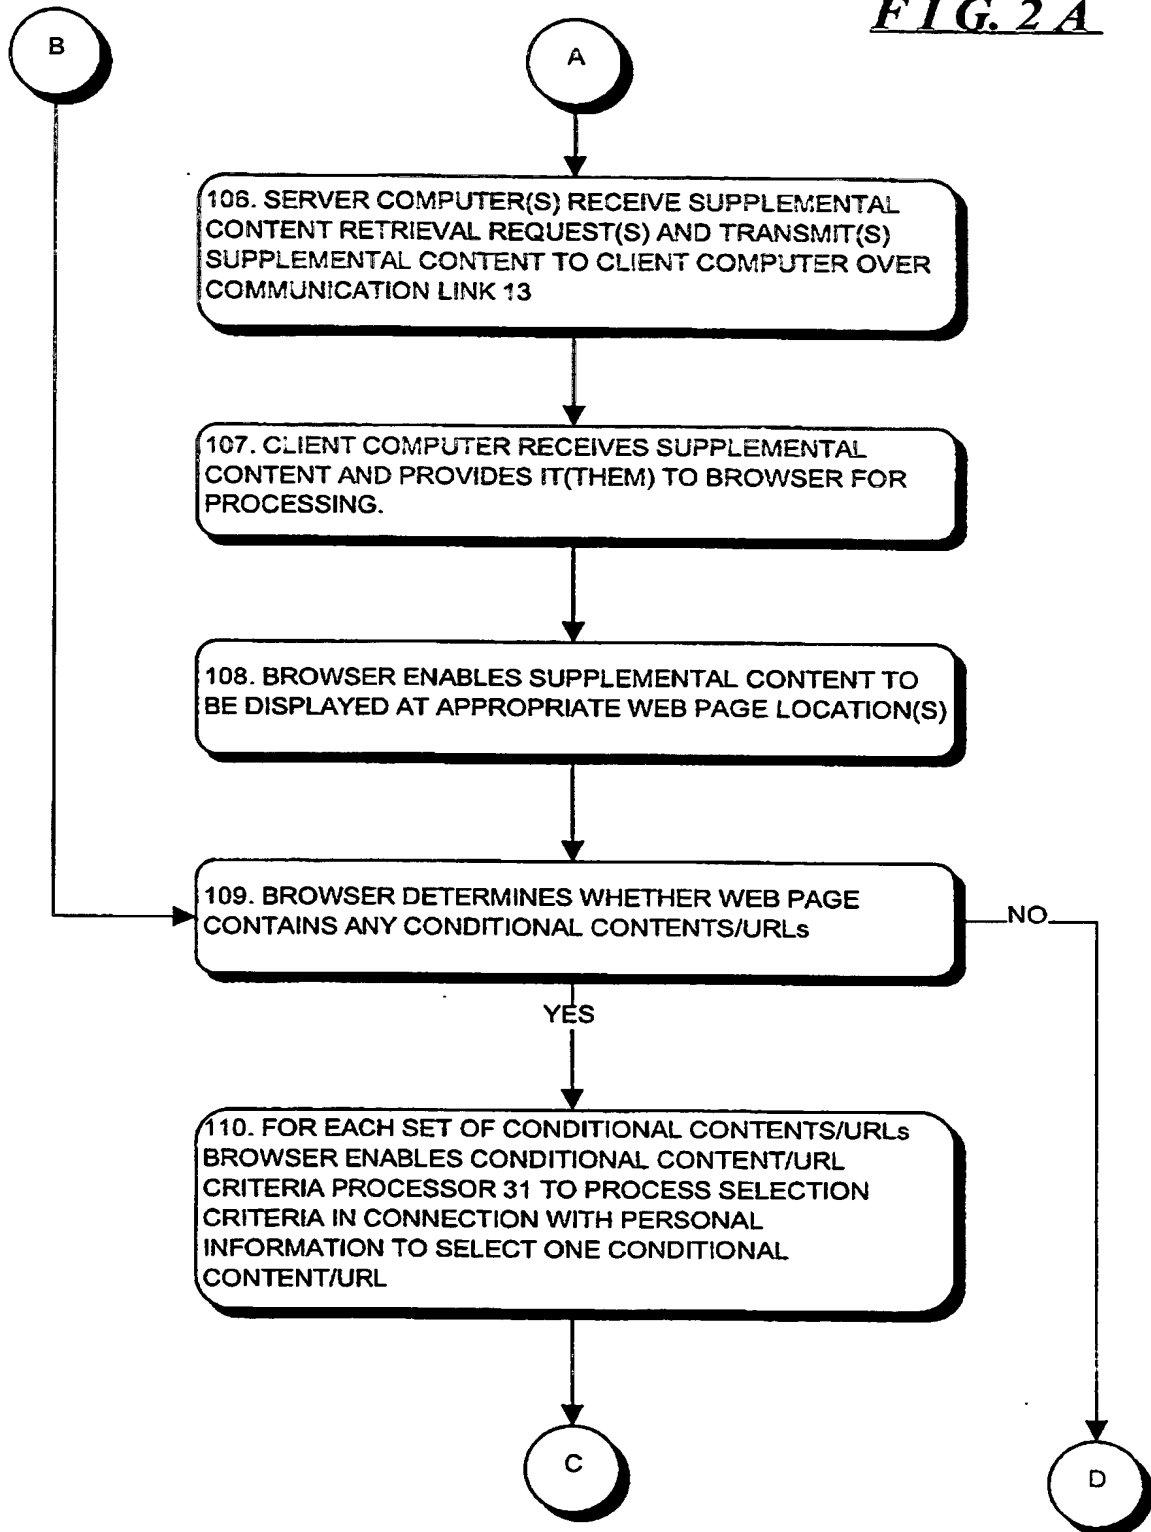 FIG. 2A
B
A
106. SERVER COMPUTER(S) RECEIVE SUPPLEMENTAL
CONTENT RETRIEVAL REQUEST(S) AND TRANSMIT(S)
SUPPLEMENTAL CONTENT TO CLIENT COMPUTER OVER
COMMUNICATION LINK 13
107. CLIENT COMPUTER RECEIVES SUPPLEMENTAL
CONTENT AND PROVIDES IT(THEM) TO BROWSER FOR
PROCESSING.
108. BROWSER ENABLES SUPPLEMENTAL CONTENT TO
BE DISPLAYED AT APPROPRIATE WEB PAGE LOCATION(S)
109. BROWSER DETERMINES WHETHER WEB PAGE
CONTAINS ANY CONDITIONAL CONTENTS/URLs
NO
YES
110. FOR EACH SET OF CONDITIONAL CONTENTS/URLs
BROWSER ENABLES CONDITIONAL CONTENT/URL
CRITERIA PROCESSOR 31 TO PROCESS SELECTION
CRITERIA IN CONNECTION WITH PERSONAL
INFORMATION TO SELECT ONE CONDITIONAL
CONTENT/URL
C
D